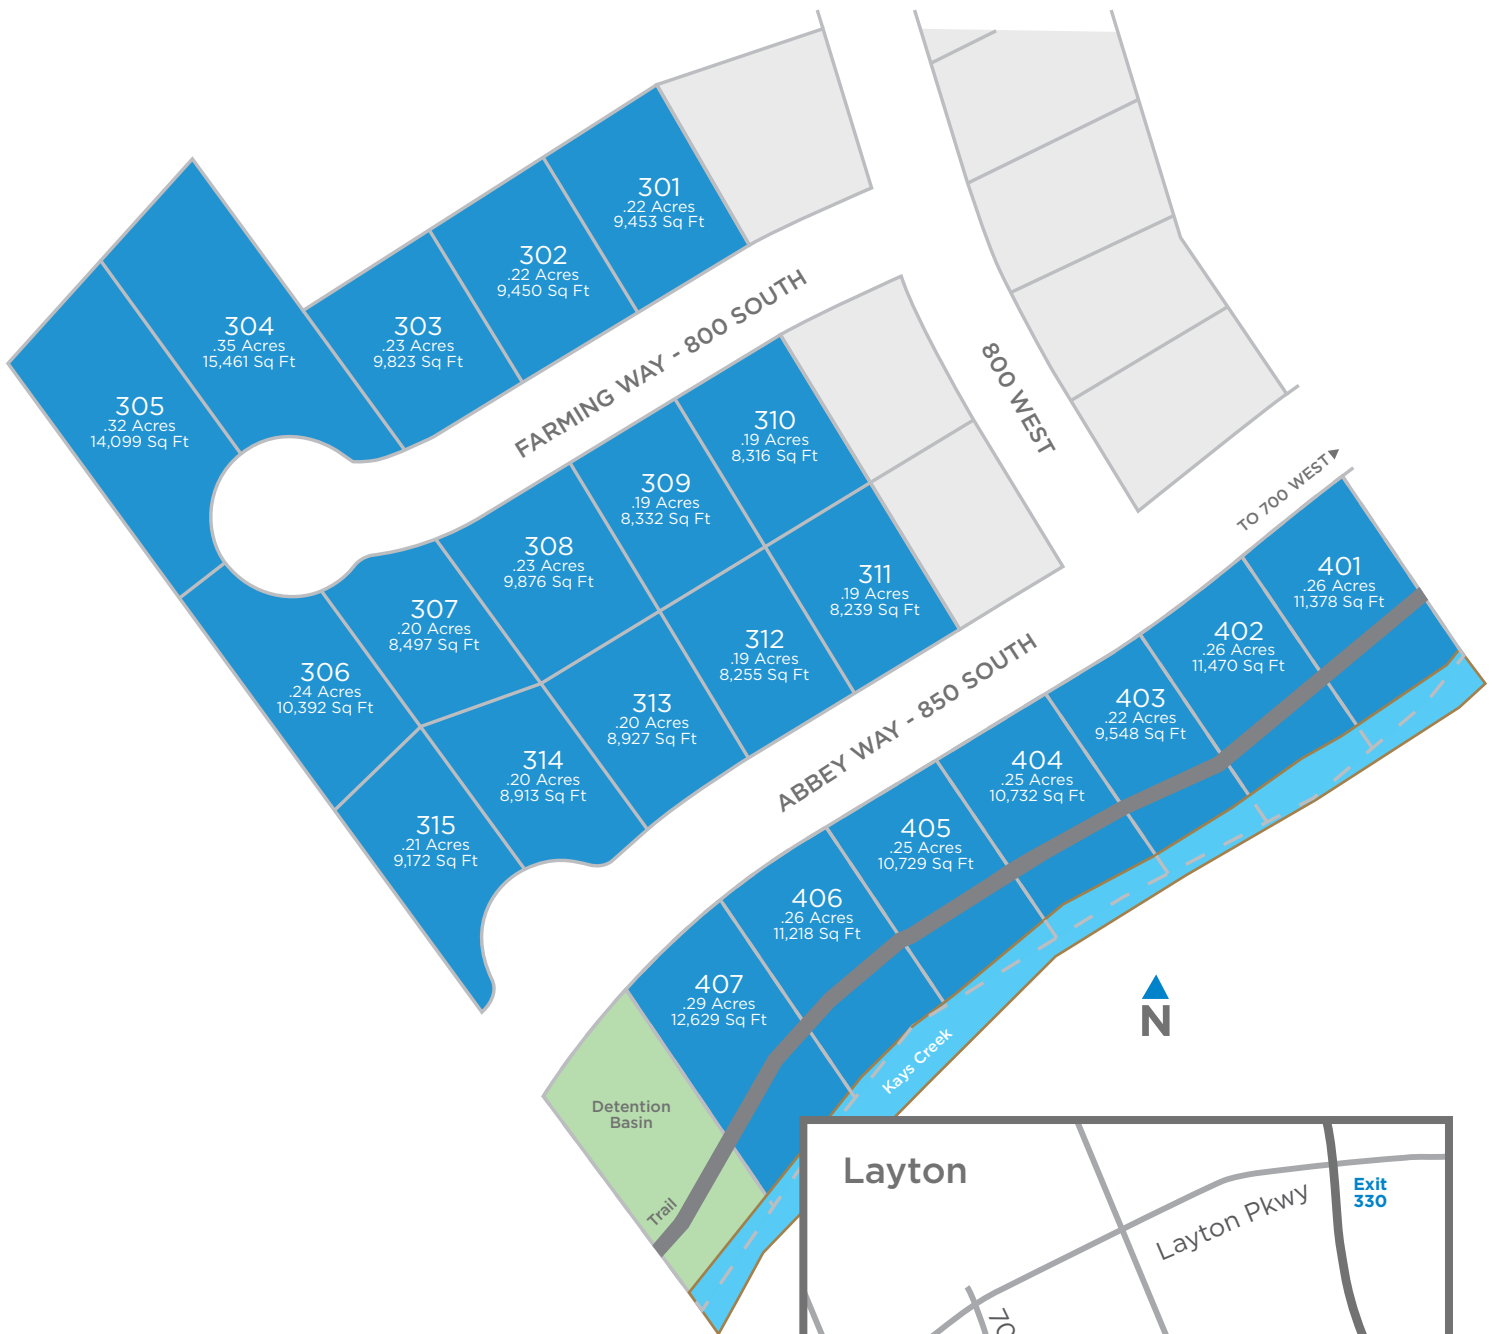 301
.22 Acres
9,453 Sq Ft
302
.22 Acres
9,450 Sq Ft
303
.23 Acres
9,823 Sq Ft
304
.35 Acres
15,461 Sq Ft
305
.32 Acres
14,099 Sq Ft
FARMING WAY - 800 SOUTH
800 WEST
310
.19 Acres
8,316 Sq Ft
309
.19 Acres
8,332 Sq Ft
308
.23 Acres
9,876 Sq Ft
307
.20 Acres
8,497 Sq Ft
306
.24 Acres
10,392 Sq Ft
311
.19 Acres
8,239 Sq Ft
312
.19 Acres
8,255 Sq Ft
313
.20 Acres
8,927 Sq Ft
314
.20 Acres
8,913 Sq Ft
315
.21 Acres
9,172 Sq Ft
TO 700 WEST
ABBEY WAY - 850 SOUTH
401
.26 Acres
11,378 Sq Ft
402
.26 Acres
11,470 Sq Ft
403
.22 Acres
9,548 Sq Ft
404
.25 Acres
10,732 Sq Ft
405
.25 Acres
10,729 Sq Ft
406
.26 Acres
11,218 Sq Ft
407
.29 Acres
12,629 Sq Ft
N
Kays Creek
Detention
Basin
Trail
Layton
Layton Pkwy
Exit
330